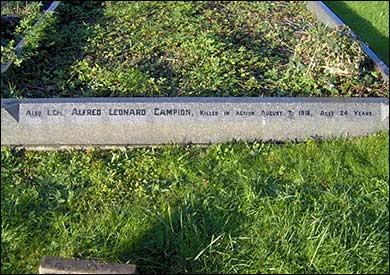 Also L.Cpl. Alfred Leonard Campion, Killed in action August 7, 1918, Aged 24 Years.